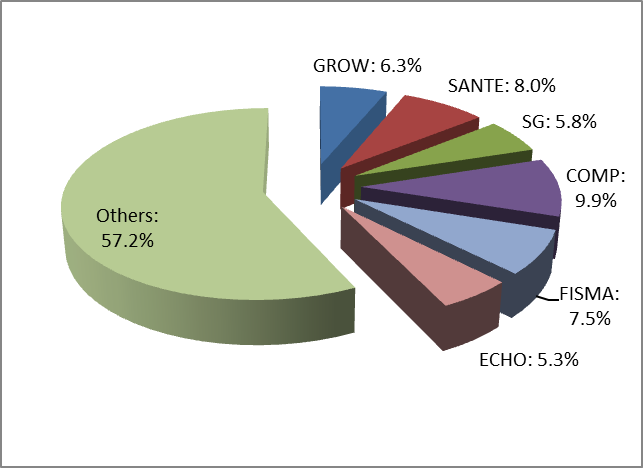 GROW: 6.3%
SANTE: 8.0%
SG: 5.8%
COMP:
9.9%
FISMA:
7.5%
ECHO: 5.3%
Others:
57.2%